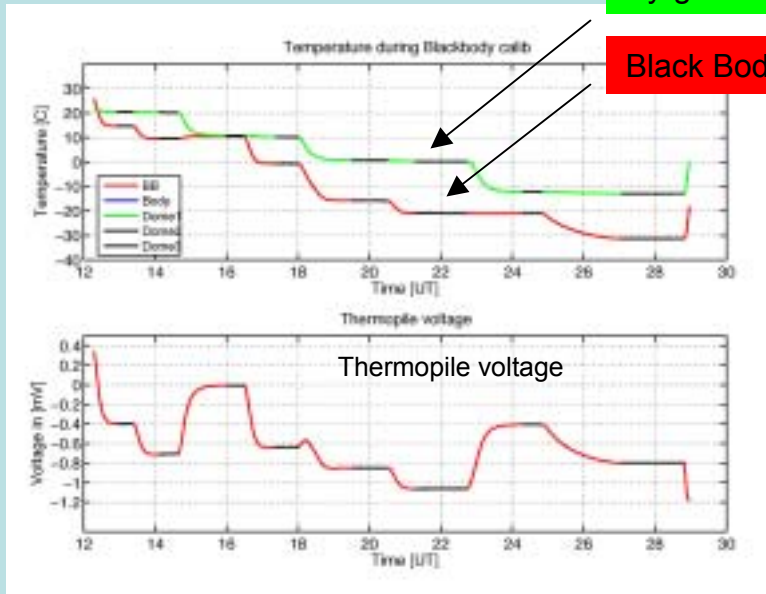 Black Bod
Temperature during Blackbody calib
Temperature [C]
30
20
10
0
-10
-20
-30
-40
BB
Body
Dome1
Dome2
Dome3
12 14 16 18 20 22 24 26 28 30
Time [UT]
Thermopile voltage
Thermopile voltage
Voltage in [mV]
0.4
0.2
0
-0.2
-0.4
-0.6
-0.8
-1
-1.2
12 14 16 18 20 22 24 26 28 30
Time [UT]